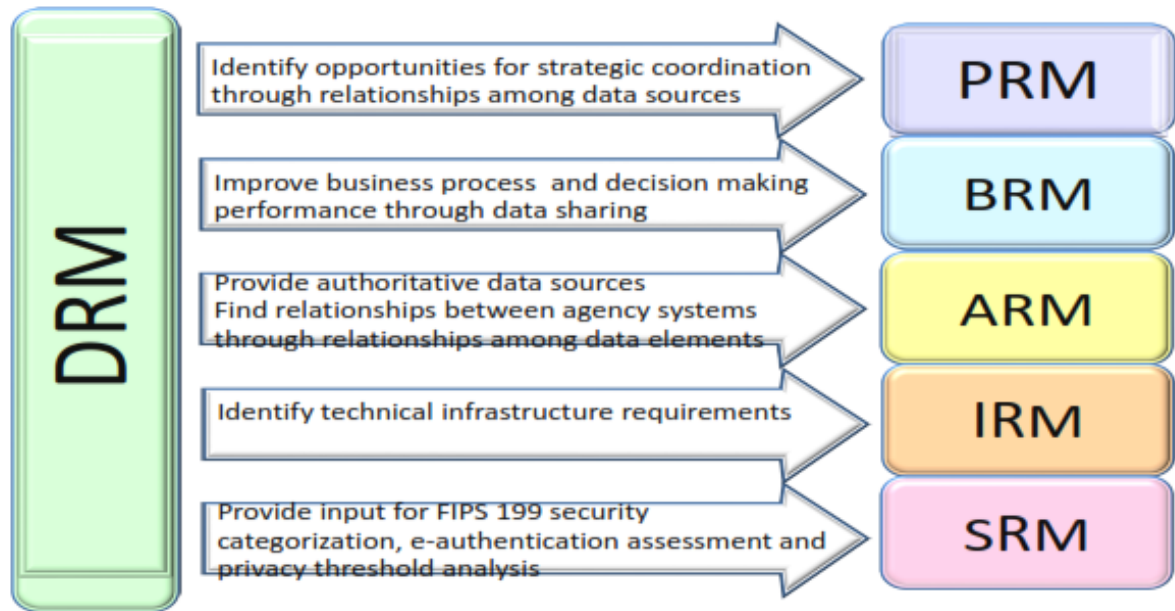 DRM
Identify opportunities for strategic coordination
through relationships among data sources
PRM
Improve business process and decision making
performance through data sharing
BRM
Provide authoritative data sources
Find relationships between agency systems
through relationships among data elements
ARM
Identify technical infrastructure requirements
IRM
Provide input for FIPS 199 security
categorization, e-authentication assessment and
privacy threshold analysis
SRM